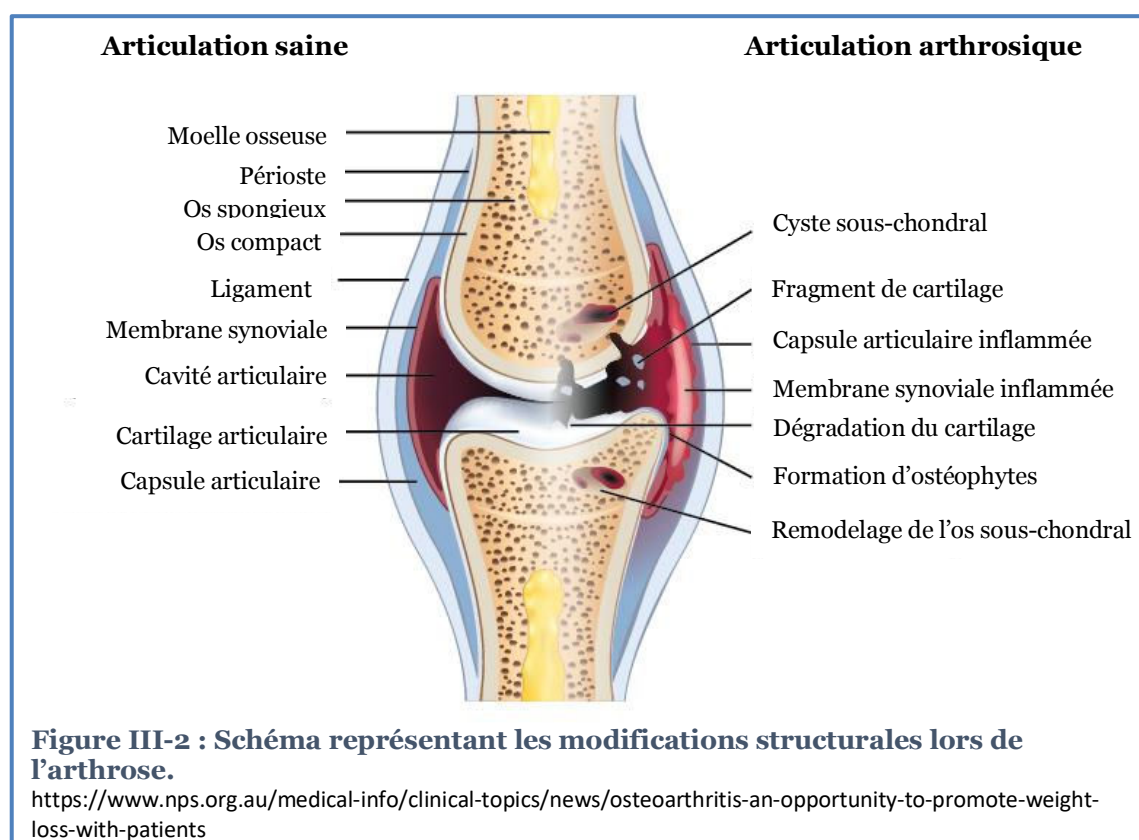 Articulation saine
Articulation arthrosique
Moelle osseuse
Périoste
Os spongieux
Os compact
Ligament
Membrane synoviale
Cavité articulaire
Cartilage articulaire
Capsule articulaire
Cyste sous-chondral
Fragment de cartilage
Capsule articulaire inflammée
Membrane synoviale inflammée
Dégradation du cartilage
Formation d’ostéophytes
Remodelage de l’os sous-chondral
Figure III-2 : Schéma représentant les modifications structurales lors de
l’arthrose.
https://www.nps.org.au/medical-info/clinical-topics/news/osteoarthritis-an-opportunity-to-promote-weight-
loss-with-patients